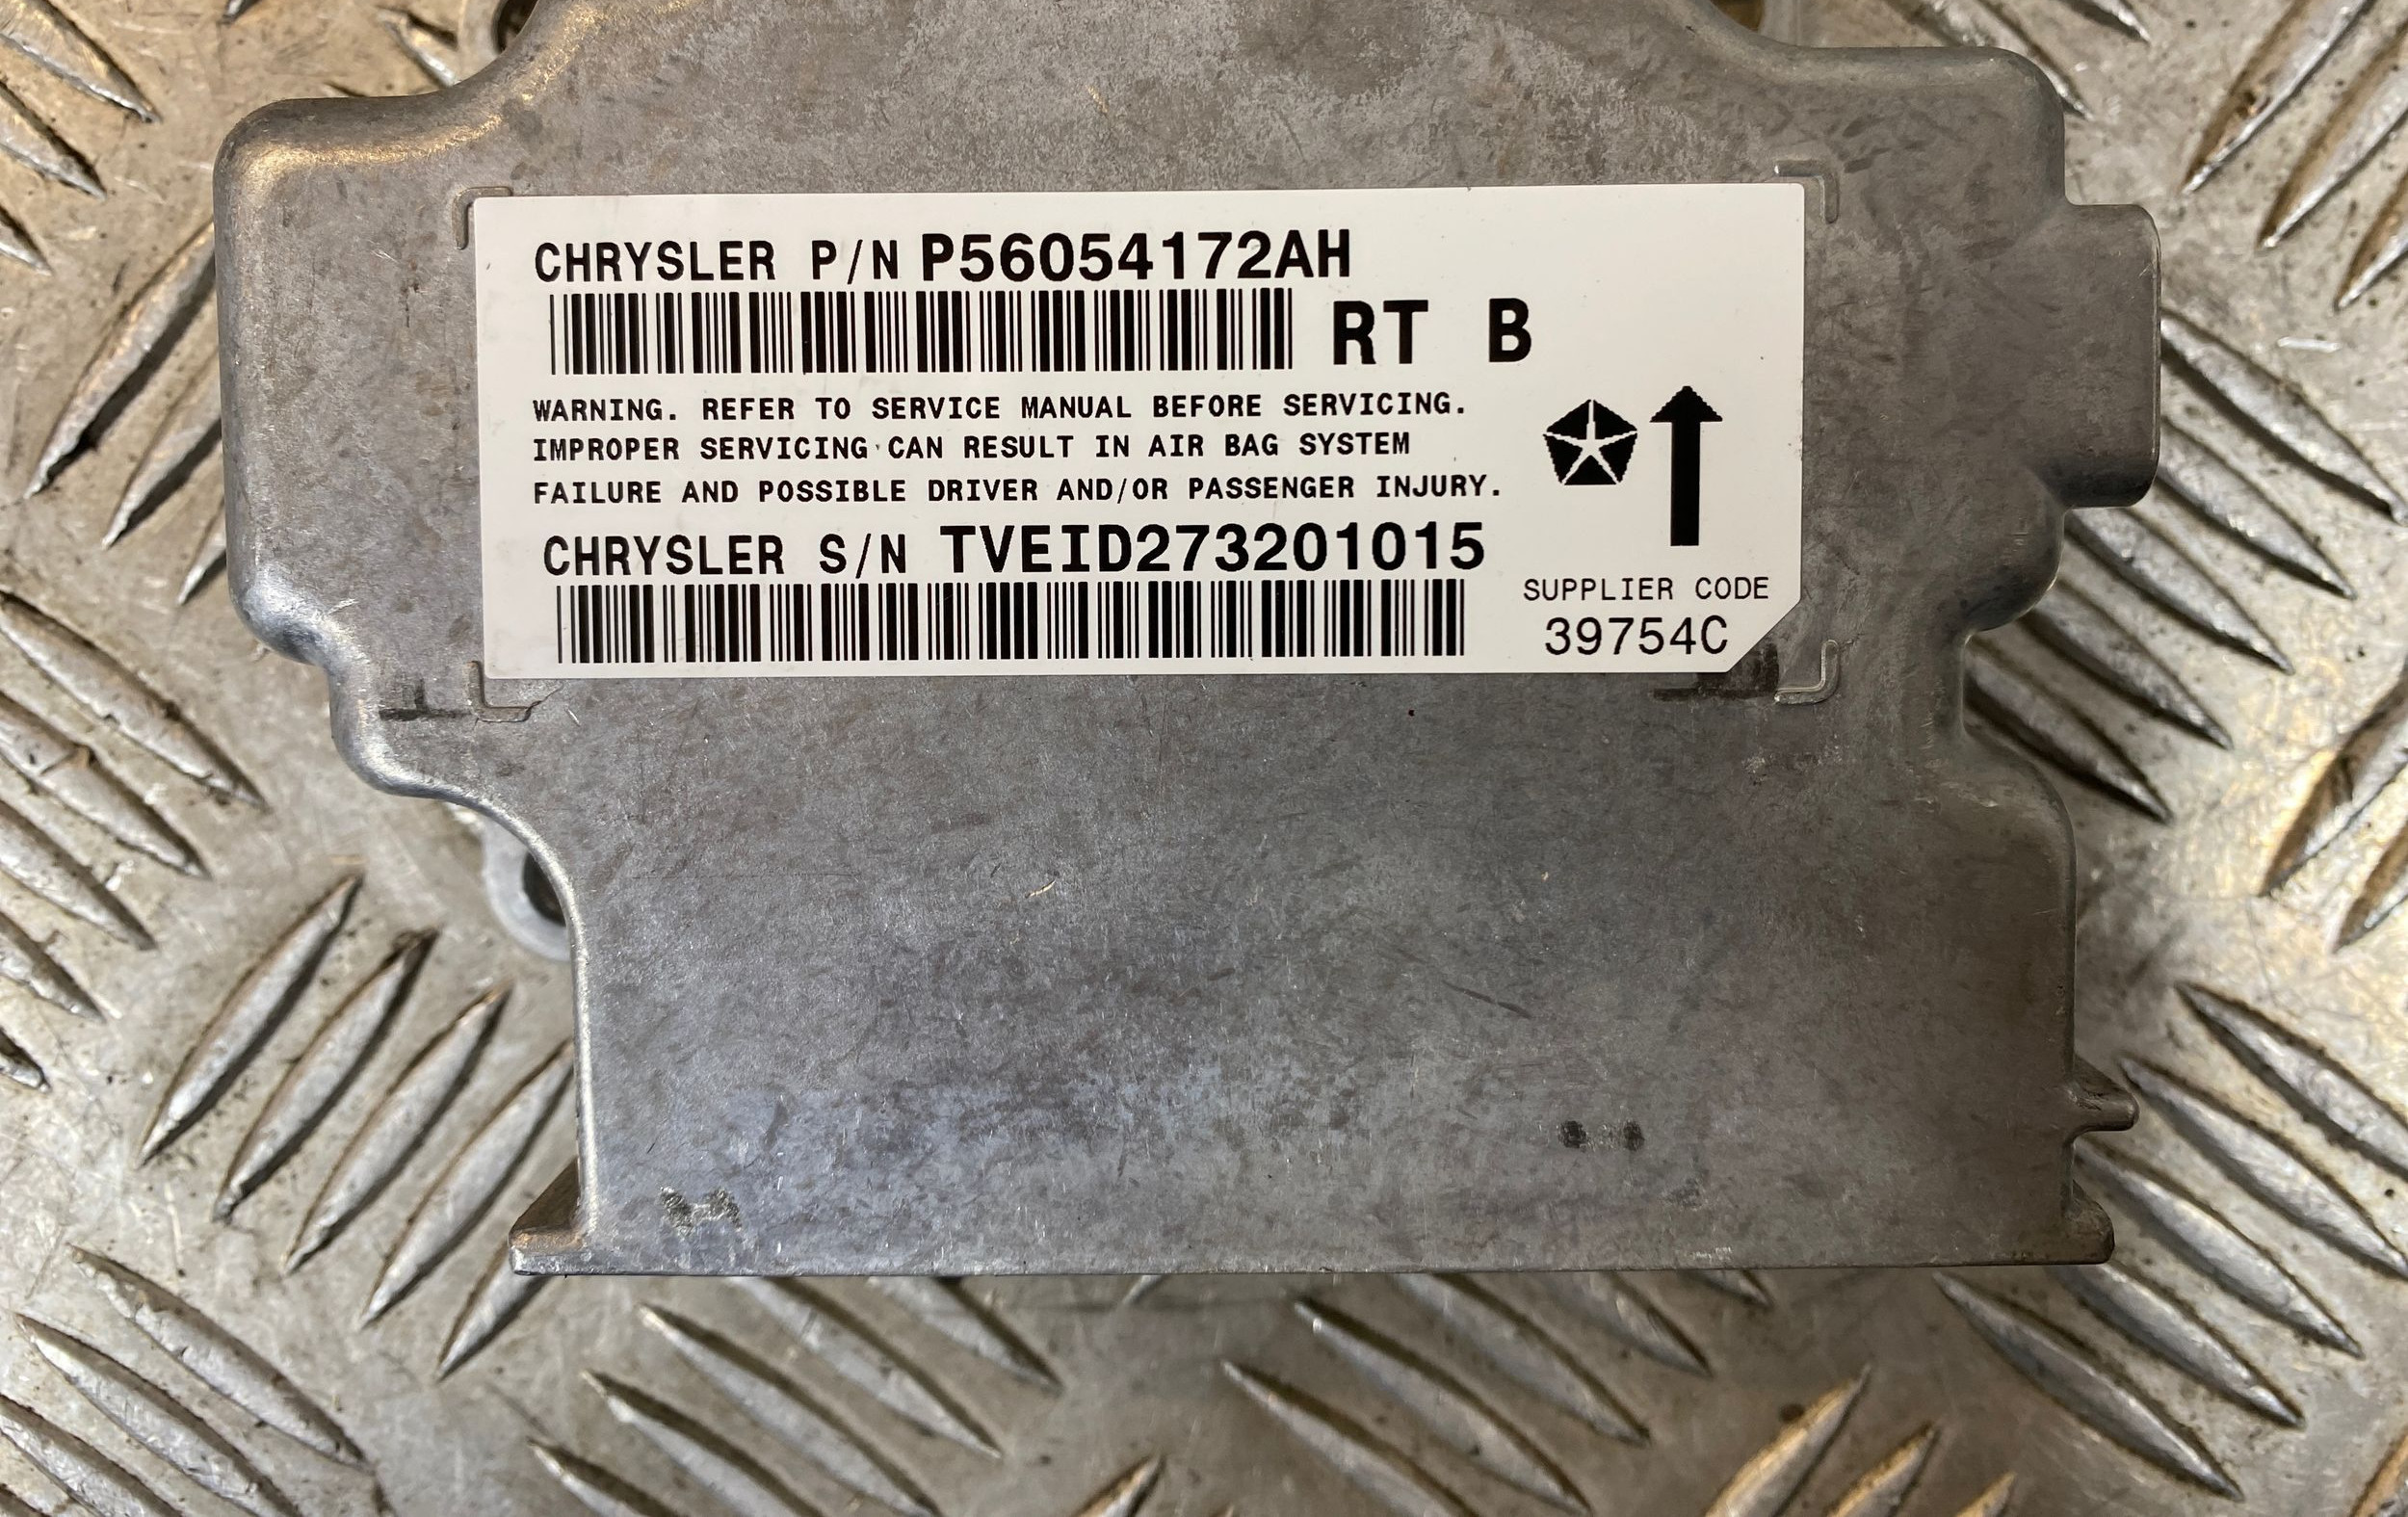 CHRYSLER P/N P56054172AH
RT B
WARNING. REFER TO SERVICE MANUAL BEFORE SERVICING.
IMPROPER SERVICING CAN RESULT IN AIR BAG SYSTEM
FAILURE AND POSSIBLE DRIVER AND/OR PASSENGER INJURY.
CHRYSLER S/N TVEID273201015
SUPPLIER CODE
39754C